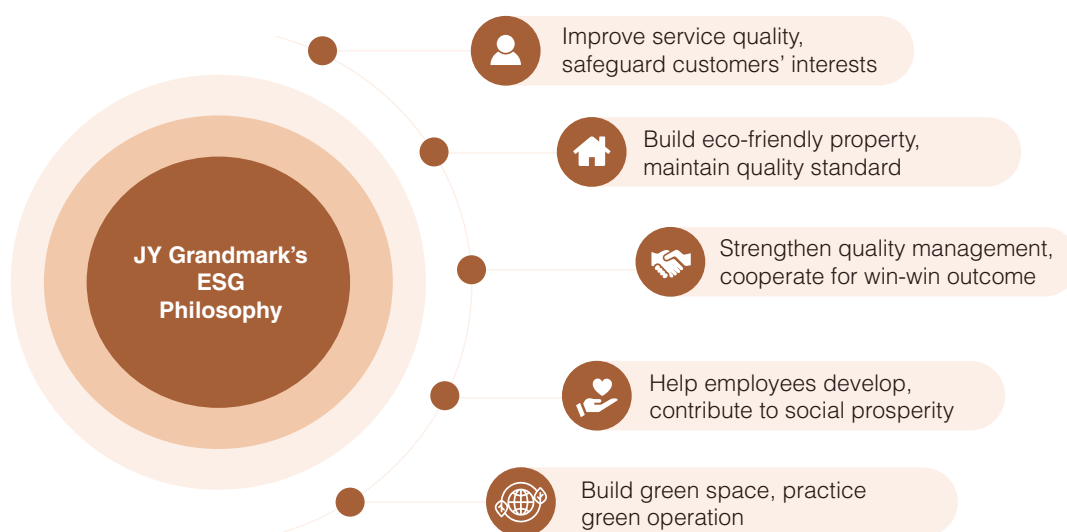 JY Grandmark's
ESG
Philosophy
Improve service quality,
safeguard customers' interests
Build eco-friendly property,
maintain quality standard
Strengthen quality management,
cooperate for win-win outcome
Help employees develop,
contribute to social prosperity
Build green space, practice
green operation